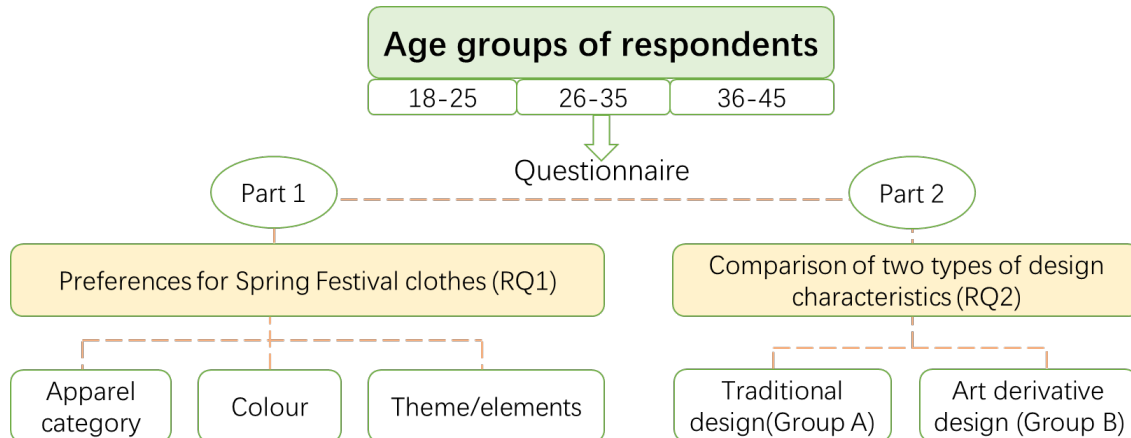 Age groups of respondents
18-25 26-35 36-45
Questionnaire
Part 1
Part 2
Preferences for Spring Festival clothes (RQ1)
Comparison of two types of design
characteristics (RQ2)
Apparel
category
Colour
Theme/elements
Traditional
design(Group A)
Art derivative
design (Group B)